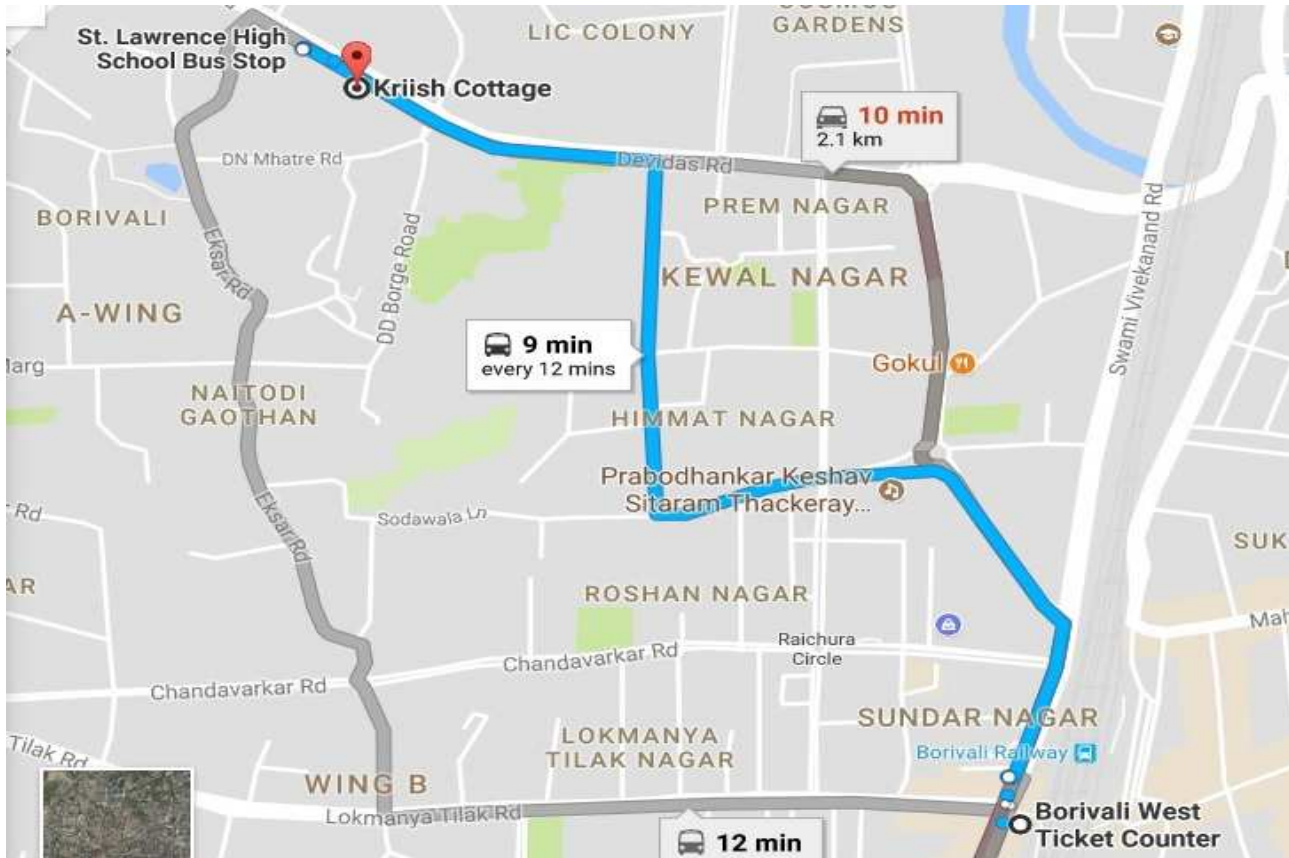 COSMOS
GARDENS
LIC COLONY
St. Lawrence High
School Bus Stop
Kriish Cottage
10 min
2.1 km
DN Mhatre Rd
Devidas Rd
PREM NAGAR
BORIVALI
KEWAL NAGAR
Swami Vivekanand Rd
Eksar Rd
DD Borge Road
A-WING
9 min
every 12 mins
Marg
Gokul
NAITODI
GAOTHAN
HIMMAT NAGAR
Prabodhankar Keshav
Sitaram Thackeray...
Rd
Sodawala Ln
Eksar Rd
SUK
AR
ROSHAN NAGAR
Raichura
Circle
Mah
Chandavarkar Rd
Chandavarkar Rd
SUNDAR NAGAR
LOKMANYA
TILAK NAGAR
Borivali Railway
Tilak Rd
WING B
Lokmanya Tilak Rd
Borivali West
Ticket Counter
12 min